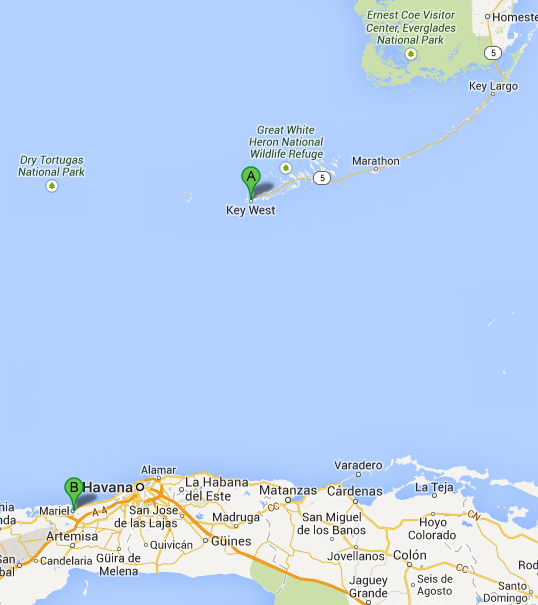 Ernest Coe Visitor
Center, Everglades
National Park
Homeste
5
Key Largo
Great White
Heron National
Wildlife Refuge
Dry Tortugas
National Park
Marathon
A
5
Key West
Varadero
Alamar
B
Havana
La Habana
del Este
La Teja
Matanzas
Cárdenas
Mariel
A-4
San Jose
de las Lajas
CC
Madruga
San Miguel
de los Banos
Hoyo
Colorado
Artemisa
Quivicán
Güines
Candelaria
Güira de
Melena
Jovellanos
Colón
CC
Jaguey
Grande
Seis de
Agosto
Santo
Domingo